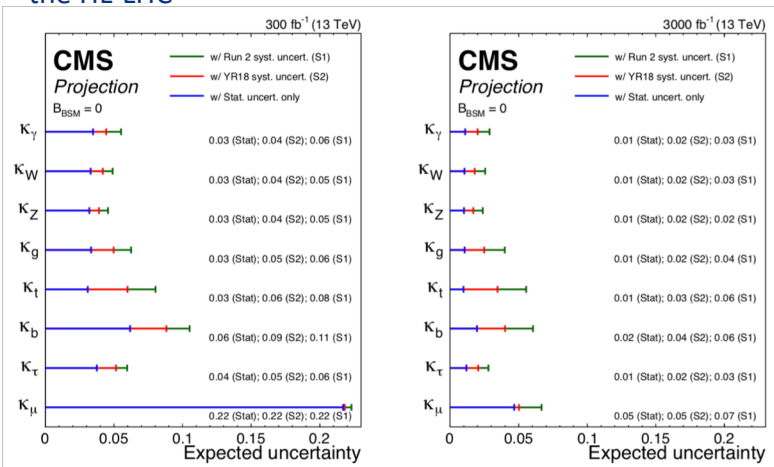 the HL-LHC
300 fb-1 (13 TeV)
CMS
Projection
B_BSM = 0
w/ Run 2 syst. uncert. (S1)
w/ YR18 syst. uncert. (S2)
w/ Stat. uncert. only
κγ 0.03 (Stat); 0.04 (S2); 0.06 (S1)
κW 0.03 (Stat); 0.04 (S2); 0.05 (S1)
κZ 0.03 (Stat); 0.04 (S2); 0.05 (S1)
κg 0.03 (Stat); 0.05 (S2); 0.06 (S1)
κt 0.03 (Stat); 0.06 (S2); 0.08 (S1)
κb 0.06 (Stat); 0.09 (S2); 0.11 (S1)
κτ 0.04 (Stat); 0.05 (S2); 0.06 (S1)
κμ 0.22 (Stat); 0.22 (S2); 0.22 (S1)
0 0.05 0.1 0.15 0.2
Expected uncertainty
3000 fb-1 (13 TeV)
CMS
Projection
B_BSM = 0
w/ Run 2 syst. uncert. (S1)
w/ YR18 syst. uncert. (S2)
w/ Stat. uncert. only
κγ 0.01 (Stat); 0.02 (S2); 0.03 (S1)
κW 0.01 (Stat); 0.02 (S2); 0.03 (S1)
κZ 0.01 (Stat); 0.02 (S2); 0.02 (S1)
κg 0.01 (Stat); 0.02 (S2); 0.04 (S1)
κt 0.01 (Stat); 0.03 (S2); 0.06 (S1)
κb 0.02 (Stat); 0.04 (S2); 0.06 (S1)
κτ 0.01 (Stat); 0.02 (S2); 0.03 (S1)
κμ 0.05 (Stat); 0.05 (S2); 0.07 (S1)
0 0.05 0.1 0.15 0.2
Expected uncertainty